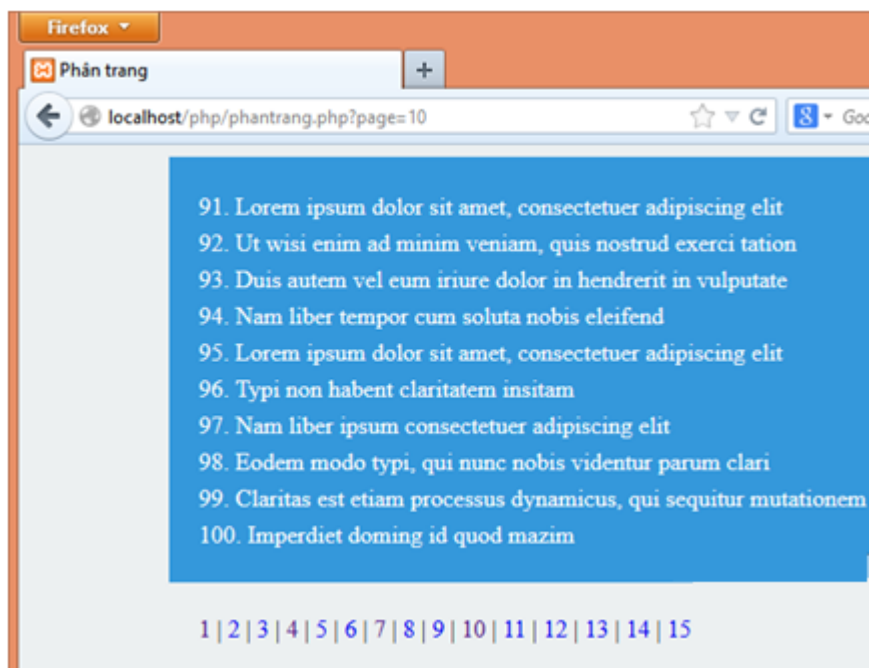 Firefox
Phân trang
localhost/php/phantrang.php?page=10
91. Lorem ipsum dolor sit amet, consectetuer adipiscing elit
92. Ut wisi enim ad minim veniam, quis nostrud exerci tation
93. Duis autem vel eum iriure dolor in hendrerit in vulputate
94. Nam liber tempor cum soluta nobis eleifend
95. Lorem ipsum dolor sit amet, consectetuer adipiscing elit
96. Typi non habent claritatem insitam
97. Nam liber ipsum consectetuer adipiscing elit
98. Eodem modo typi, qui nunc nobis videntur parum clari
99. Claritas est etiam processus dynamicus, qui sequitur mutationem
100. Imperdiet doming id quod mazim
1 | 2 | 3 | 4 | 5 | 6 | 7 | 8 | 9 | 10 | 11 | 12 | 13 | 14 | 15